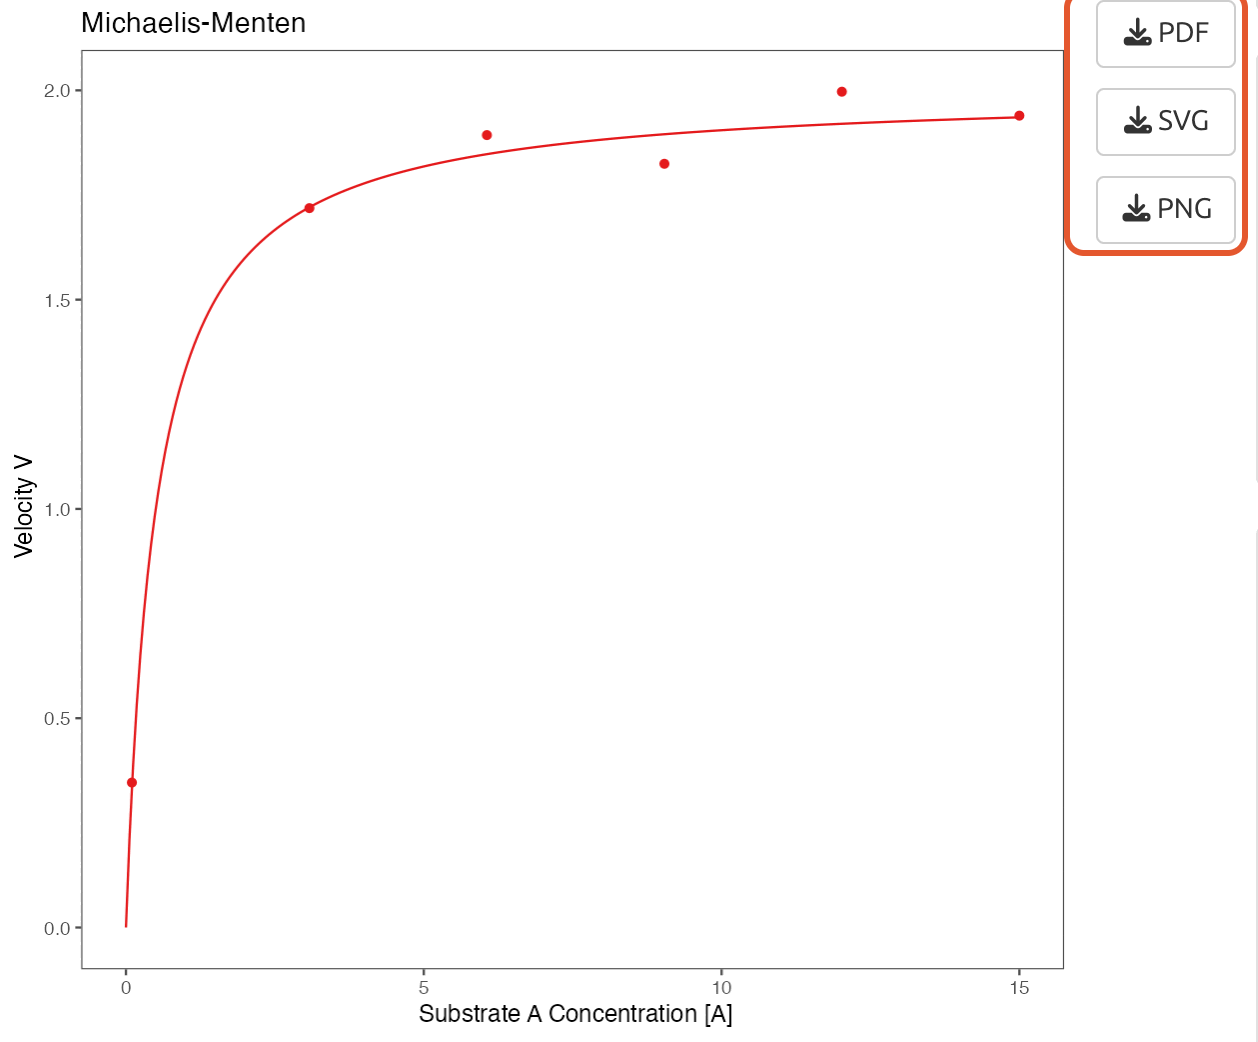 Michaelis-Menten
PDF
SVG
PNG
2.0
1.5
1.0
0.5
0.0
Velocity V
0 5 10 15
Substrate A Concentration [A]